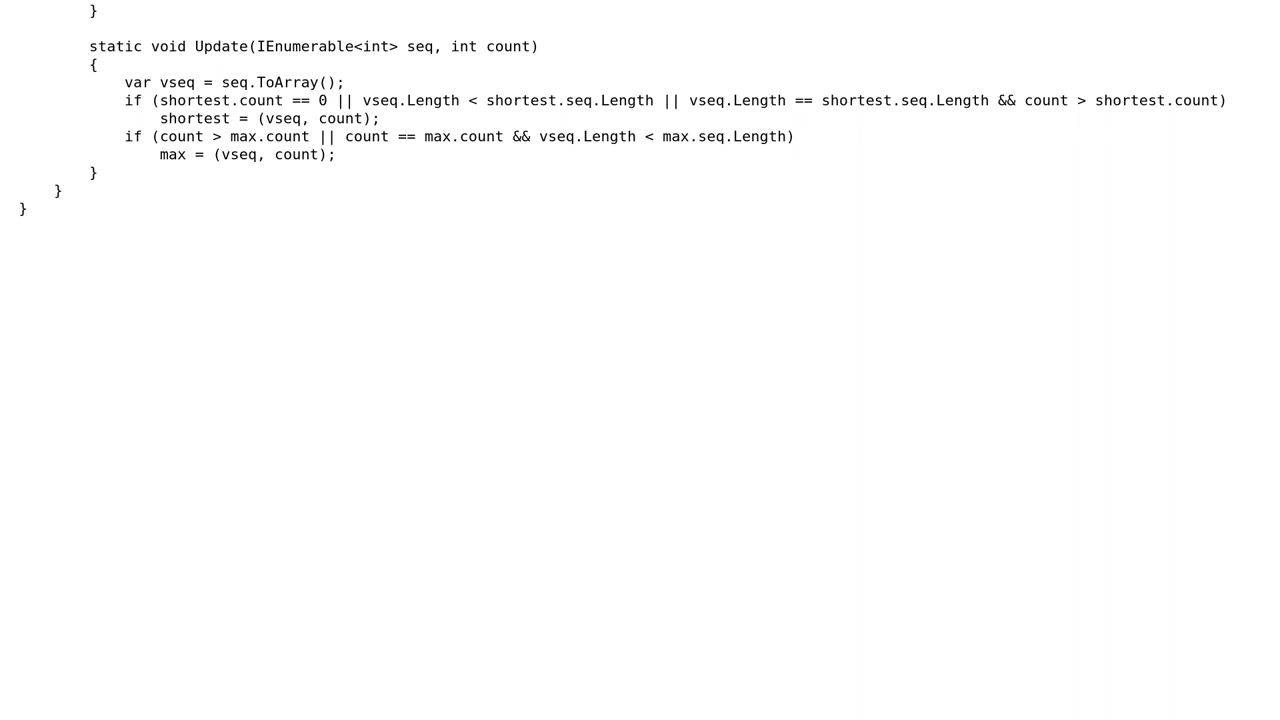 }

        static void Update(IEnumerable<int> seq, int count)
        {
            var vseq = seq.ToArray();
            if (shortest.count == 0 || vseq.Length < shortest.seq.Length || vseq.Length == shortest.seq.Length && count > shortest.count)
                shortest = (vseq, count);
            if (count > max.count || count == max.count && vseq.Length < max.seq.Length)
                max = (vseq, count);
        }
    }
}